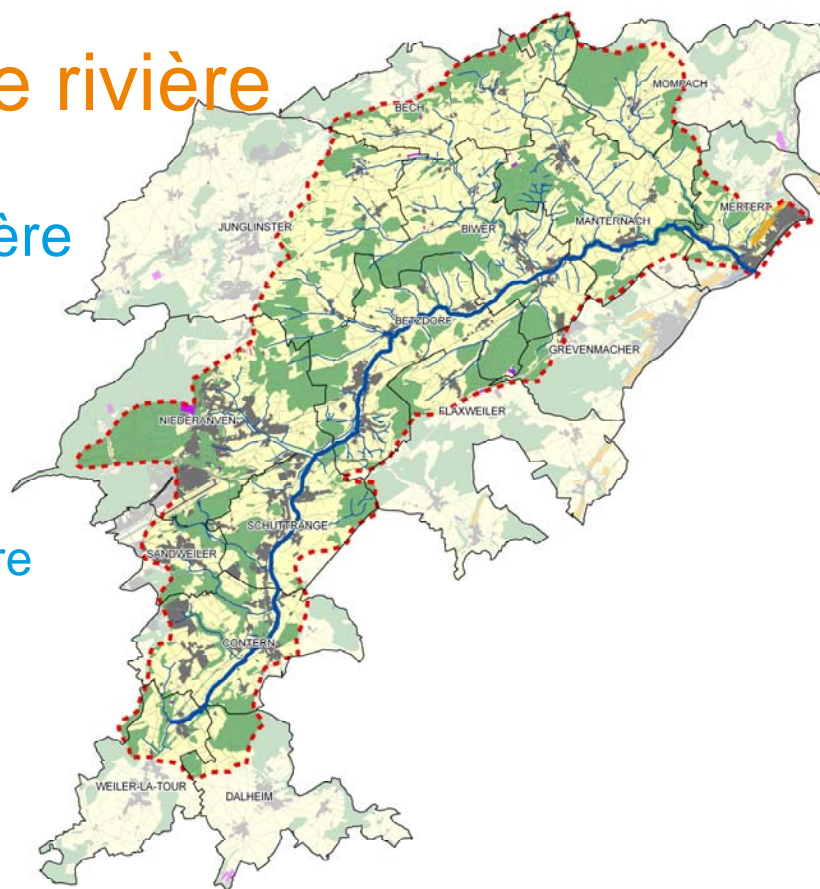 e rivière
BECH
MOMPACH
MERTERT
JUNGLINSTER
ère
BIWER
MANTERNACH
BETZDORF
GREVENMACHER
FLAXWEILER
NIEDERANVEN
SCHUTTRANGE
SANDWEILER
re
CONTERN
WEILER-LA-TOUR
DALHEIM